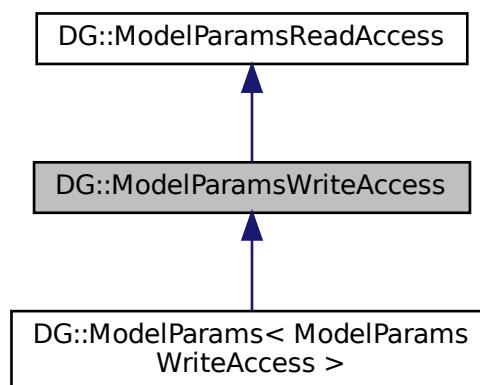 DG::ModelParamsReadAccess
DG::ModelParamsWriteAccess
DG::ModelParams< ModelParams
WriteAccess >